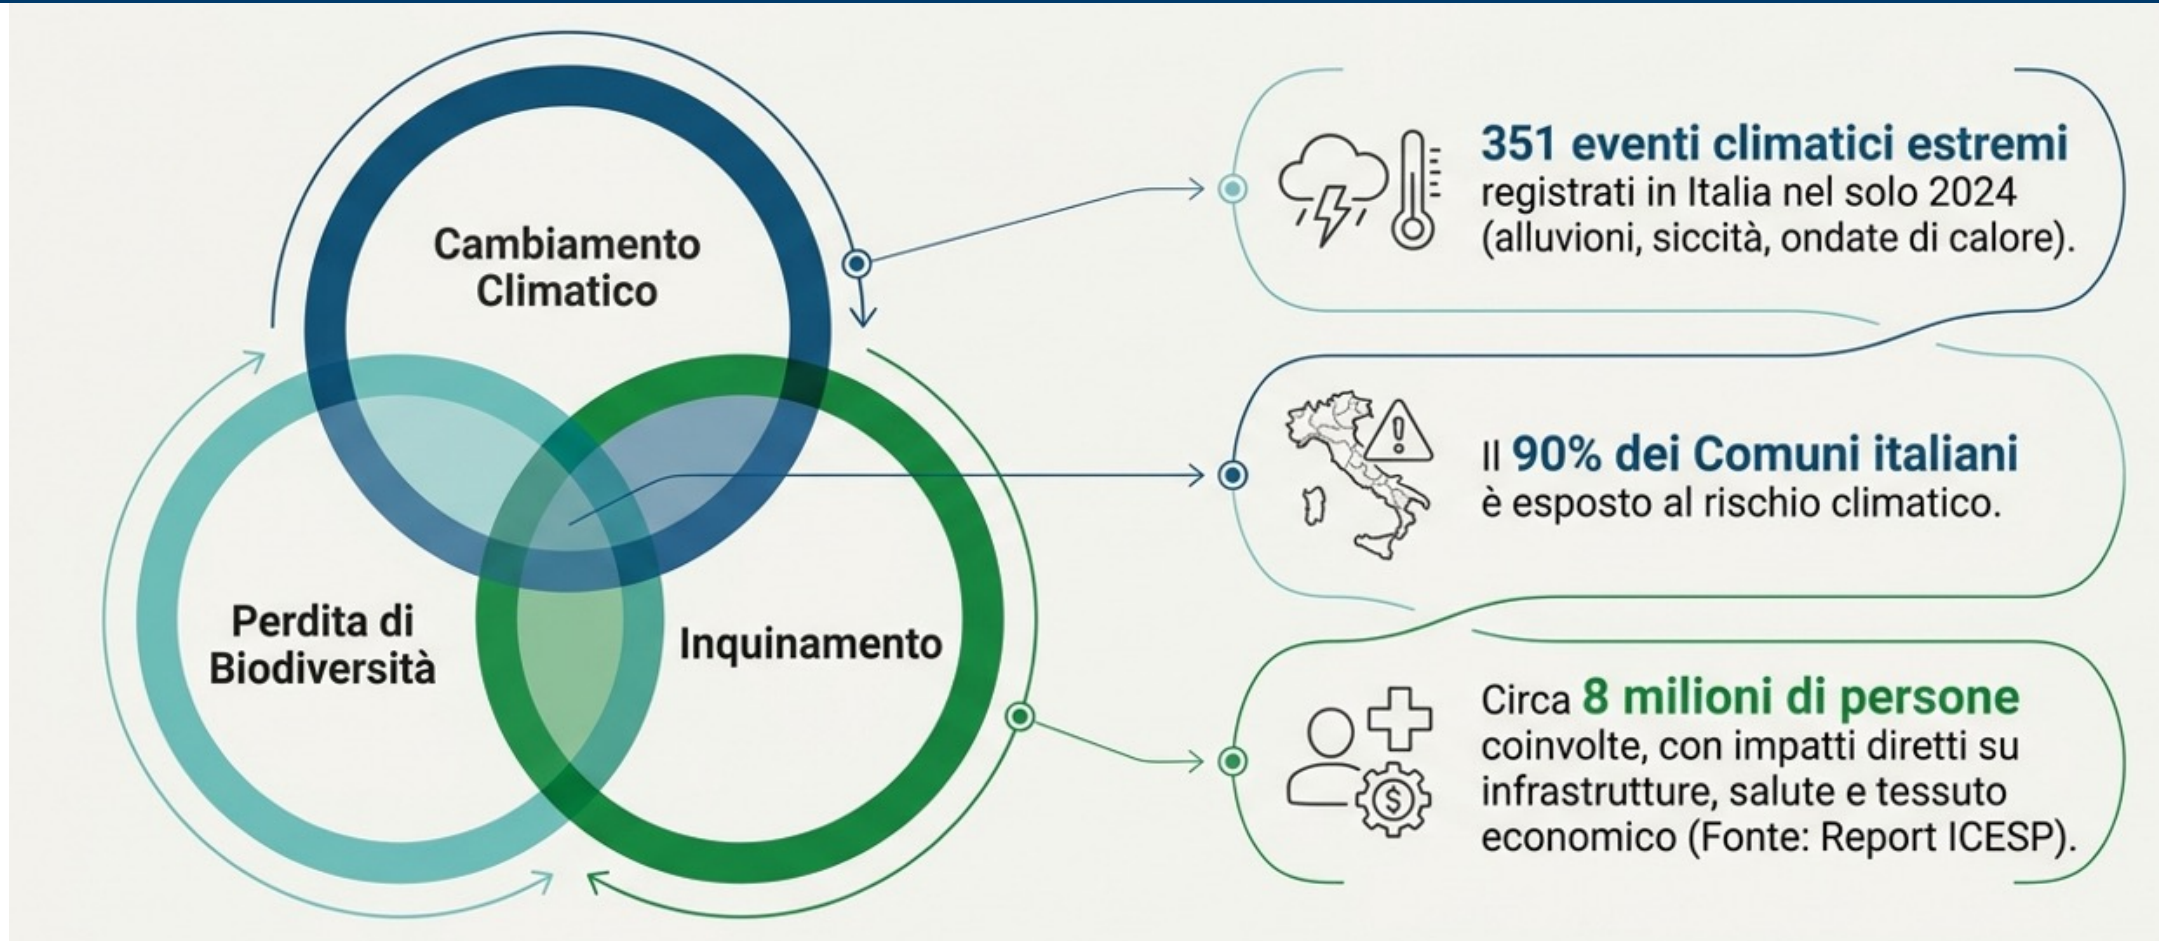 Cambiamento
Climatico
Perdita di
Biodiversità
Inquinamento
351 eventi climatici estremi
registrati in Italia nel solo 2024
(alluvioni, siccità, ondate di calore).
Il 90% dei Comuni italiani
è esposto al rischio climatico.
Circa 8 milioni di persone
coinvolte, con impatti diretti su
infrastrutture, salute e tessuto
economico (Fonte: Report ICESP).
$